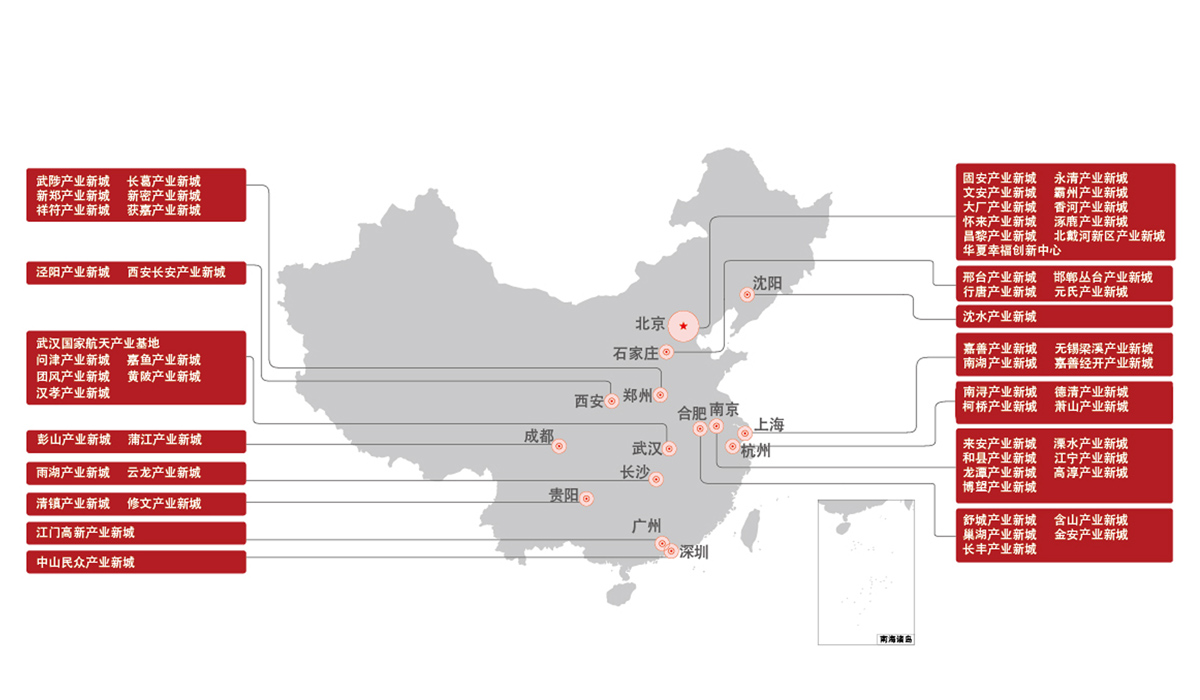 武陟产业新城 长葛产业新城
新郑产业新城 新密产业新城
祥符产业新城 获嘉产业新城
泾阳产业新城 西安长安产业新城
武汉国家航天产业基地
问津产业新城 嘉鱼产业新城
团风产业新城 黄陂产业新城
汉孝产业新城
彭山产业新城 蒲江产业新城
雨湖产业新城 云龙产业新城
清镇产业新城 修文产业新城
江门高新产业新城
中山民众产业新城
沈阳
北京
石家庄
西安
郑州
合肥
南京
上海
成都
武汉
杭州
长沙
贵阳
广州
深圳
固安产业新城 永清产业新城
文安产业新城 霸州产业新城
大厂产业新城 香河产业新城
怀来产业新城 涿鹿产业新城
昌黎产业新城 北戴河新区产业新城
华夏幸福创新中心
邢台产业新城 邯郸丛台产业新城
行唐产业新城 元氏产业新城
沈水产业新城
嘉善产业新城 无锡梁溪产业新城
南湖产业新城 嘉善经开产业新城
南浔产业新城 德清产业新城
柯桥产业新城 萧山产业新城
来安产业新城 溧水产业新城
和县产业新城 江宁产业新城
龙潭产业新城 高淳产业新城
博望产业新城
舒城产业新城 含山产业新城
巢湖产业新城 金安产业新城
长丰产业新城
南海诸岛